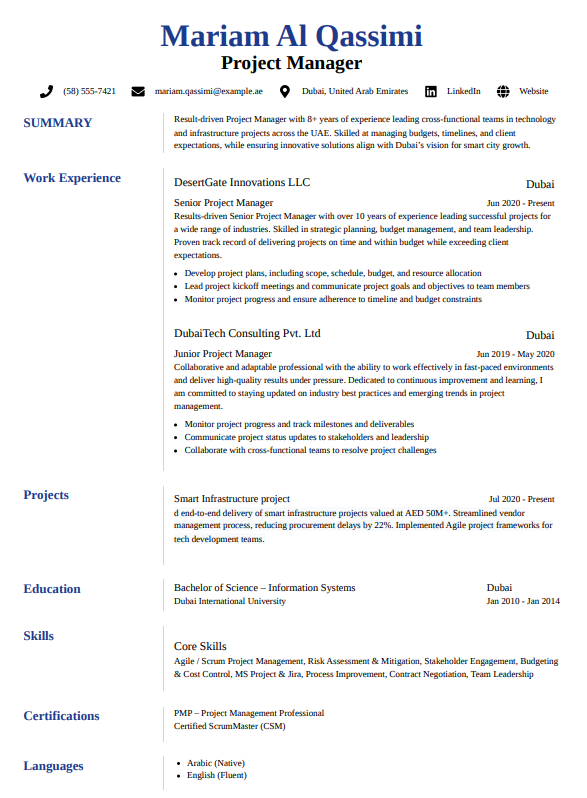 Mariam Al Qassimi
Project Manager
(58) 555-7421 mariam.qassimi@example.ae Dubai, United Arab Emirates LinkedIn Website
SUMMARY
Result-driven Project Manager with 8+ years of experience leading cross-functional teams in technology
and infrastructure projects across the UAE. Skilled at managing budgets, timelines, and client
expectations, while ensuring innovative solutions align with Dubai's vision for smart city growth.
Work Experience
DesertGate Innovations LLC Dubai
Senior Project Manager Jun 2020 - Present
Results-driven Senior Project Manager with over 10 years of experience leading successful projects for
a wide range of industries. Skilled in strategic planning, budget management, and team leadership.
Proven track record of delivering projects on time and within budget while exceeding client
expectations.
• Develop project plans, including scope, schedule, budget, and resource allocation
• Lead project kickoff meetings and communicate project goals and objectives to team members
• Monitor project progress and ensure adherence to timeline and budget constraints
DubaiTech Consulting Pvt. Ltd Dubai
Junior Project Manager Jun 2019 - May 2020
Collaborative and adaptable professional with the ability to work effectively in fast-paced environments
and deliver high-quality results under pressure. Dedicated to continuous improvement and learning, I
am committed to staying updated on industry best practices and emerging trends in project
management.
• Monitor project progress and track milestones and deliverables
• Communicate project status updates to stakeholders and leadership
• Collaborate with cross-functional teams to resolve project challenges
Projects
Smart Infrastructure project Jul 2020 - Present
d end-to-end delivery of smart infrastructure projects valued at AED 50M+. Streamlined vendor
management process, reducing procurement delays by 22%. Implemented Agile project frameworks for
tech development teams.
Education
Bachelor of Science – Information Systems Dubai
Dubai International University Jan 2010 - Jan 2014
Skills
Core Skills
Agile / Scrum Project Management, Risk Assessment & Mitigation, Stakeholder Engagement, Budgeting
& Cost Control, MS Project & Jira, Process Improvement, Contract Negotiation, Team Leadership
Certifications
PMP – Project Management Professional
Certified ScrumMaster (CSM)
Languages
• Arabic (Native)
• English (Fluent)